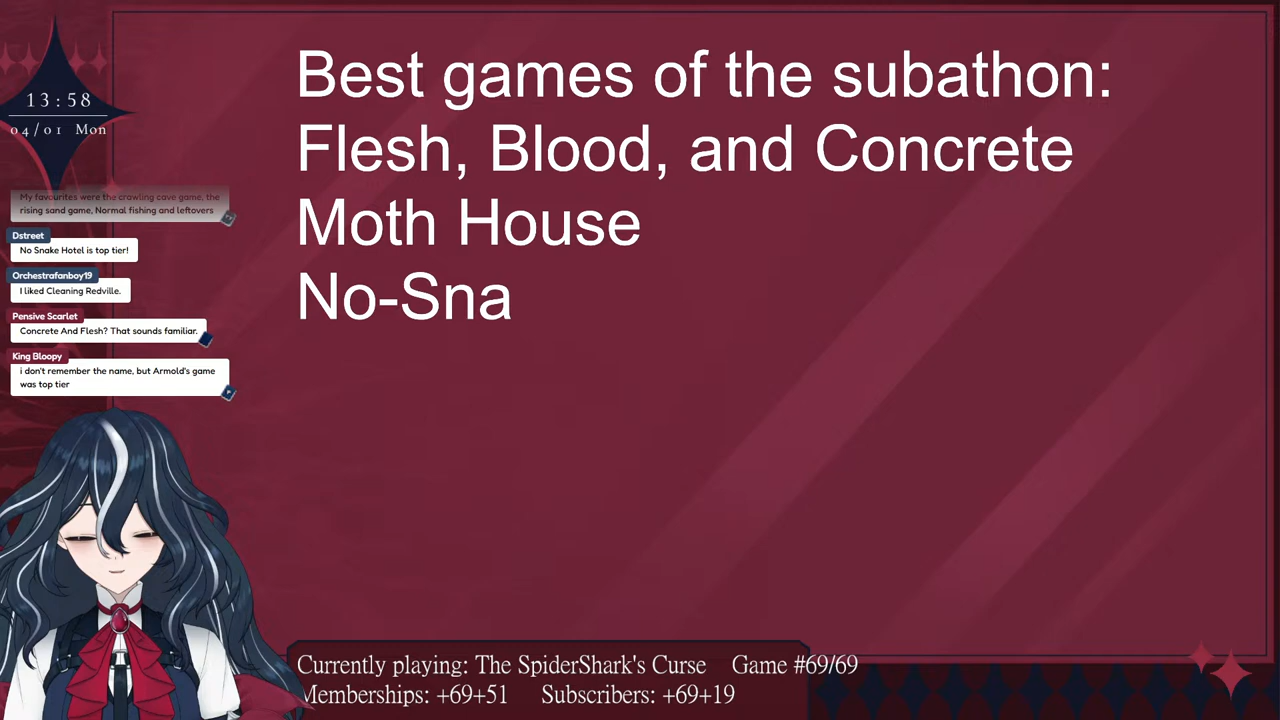 Best games of the subathon:
Flesh, Blood, and Concrete
Moth House
No-Sna
13:58
04/01 Mon
My favourites were the crawling cave game, the
rising sand game, Normal fishing and leftovers
Dstreet
No Snake Hotel is top tier!
Orchestrafanboy19
I liked Cleaning Redville.
Pensive Scarlet
Concrete And Flesh? That sounds familiar.
King Bloopy
i don't remember the name, but Armold's game
was top tier
Currently playing: The SpiderShark's Curse Game #69/69
Memberships: +69+51 Subscribers: +69+19